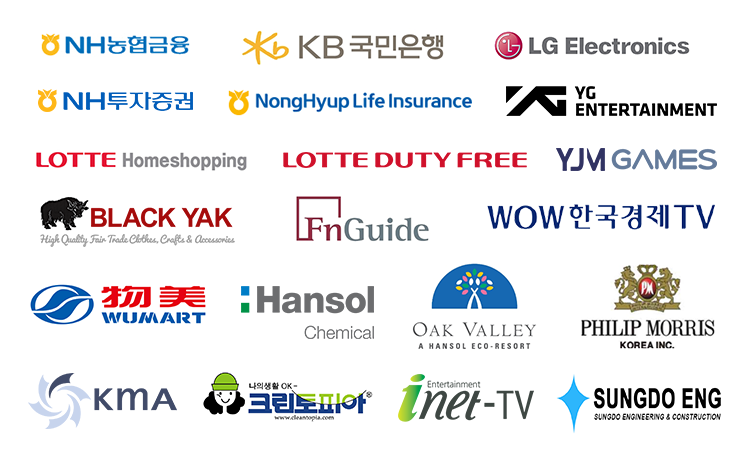 NH농협금융
KB 국민은행
LG Electronics
NH투자증권
NongHyup Life Insurance
YG
ENTERTAINMENT
LOTTE Homeshopping
LOTTE DUTY FREE
YJM GAMES
BLACK YAK
High Quality Fair Trade Clothes, Crafts & Accessories
FnGuide
WOW 한국경제TV
物美
WUMART
Hansol
Chemical
OAK VALLEY
A HANSOL ECO-RESORT
PM
PHILIP MORRIS
KOREA INC.
KMA
나의생활 OK~
크린토피아®
www.cleantopia.com
Entertainment
inet-TV
SUNGDO ENG
SUNGDO ENGINEERING & CONSTRUCTION